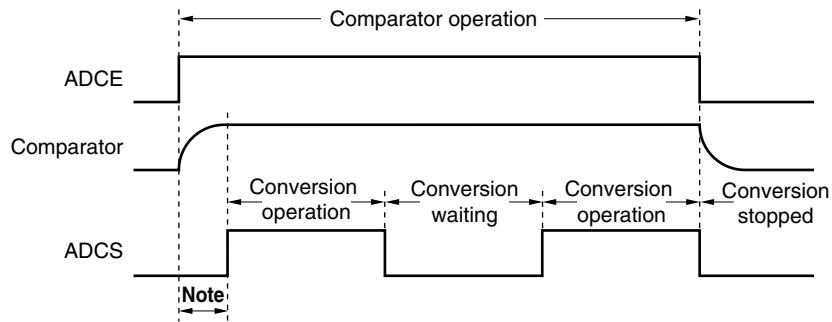 Comparator operation
ADCE
Comparator
Conversion
operation
Conversion
waiting
Conversion
operation
Conversion
stopped
ADCS
Note